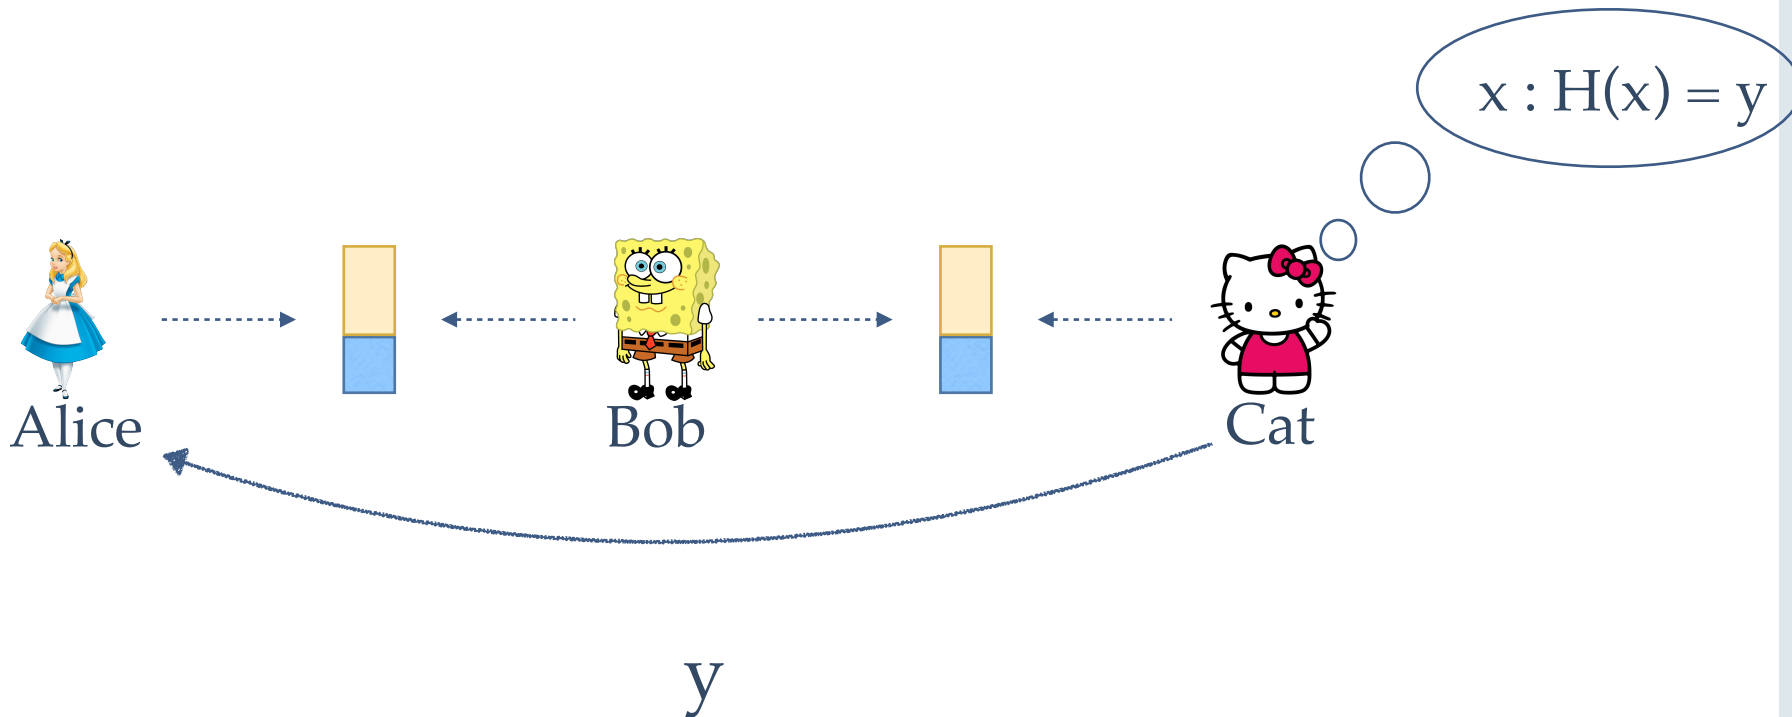 x : H(x) = y
Alice
Bob
Cat
y